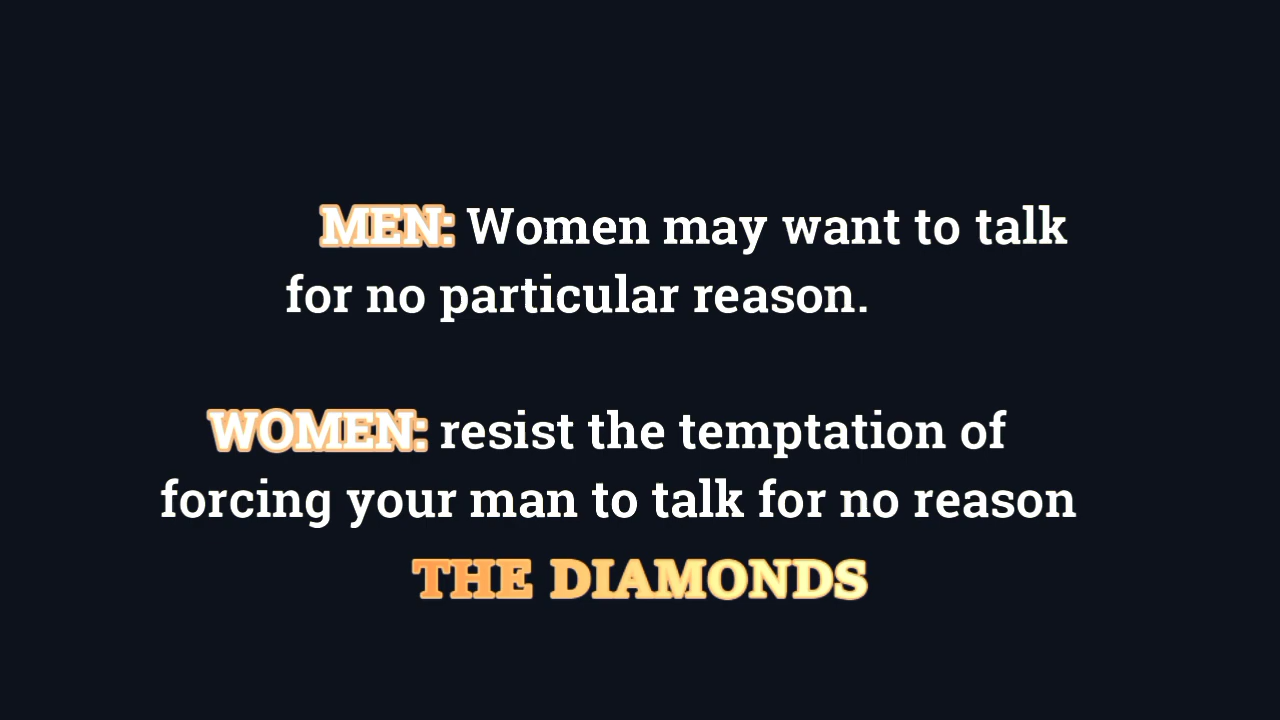 MEN: Women may want to talk
for no particular reason.
WOMEN: resist the temptation of
forcing your man to talk for no reason
THE DIAMONDS